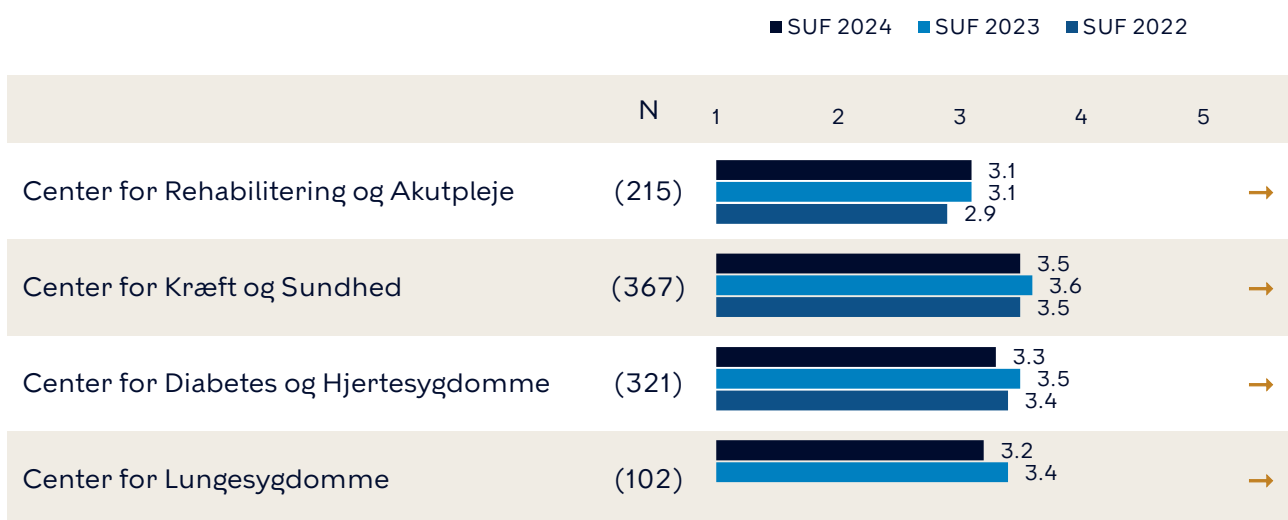 SUF 2024 SUF 2023 SUF 2022
N 1 2 3 4 5
Center for Rehabilitering og Akutpleje (215) 3.1
3.1
2.9
Center for Kræft og Sundhed (367) 3.5
3.6
3.5
Center for Diabetes og Hjertesygdomme (321) 3.3
3.5
3.4
Center for Lungesygdomme (102) 3.2
3.4